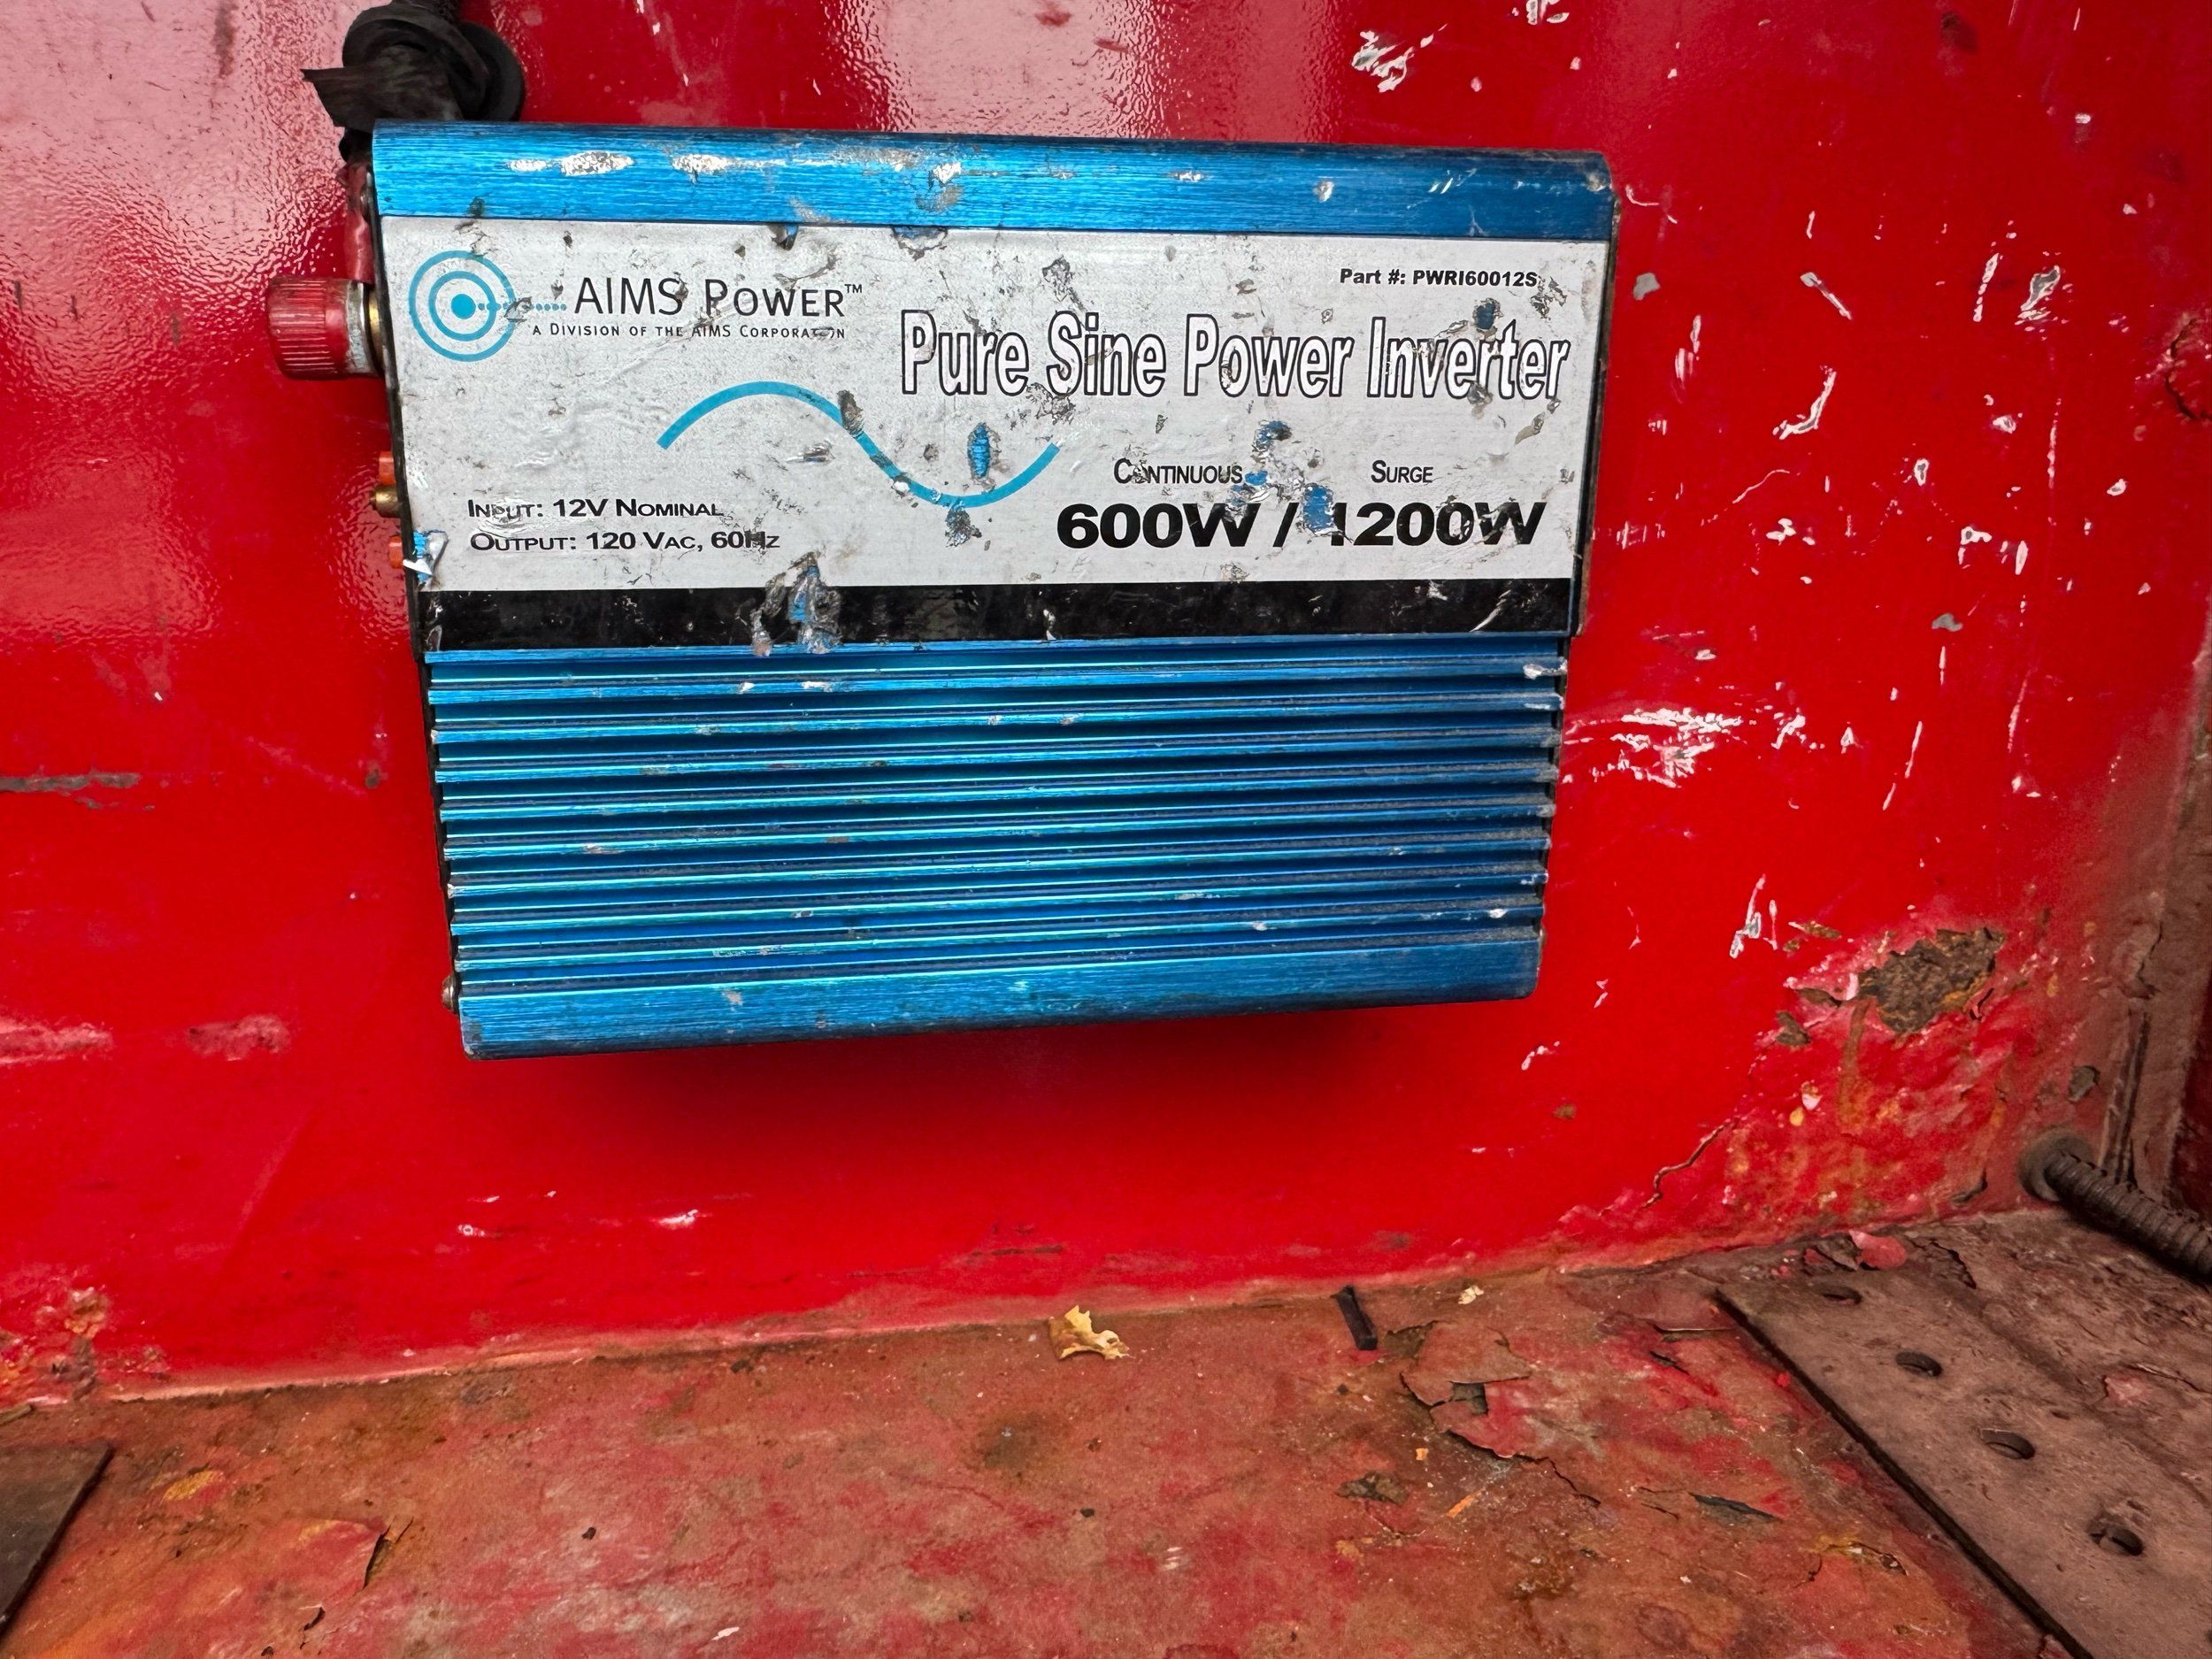 AIMS POWER™
A DIVISION OF THE AIMS CORPORATION
Part #: PWRI60012S
Pure Sine Power Inverter
CONTINUOUS SURGE
600W / 1200W
INPUT: 12V NOMINAL
OUTPUT: 120 VAC, 60Hz